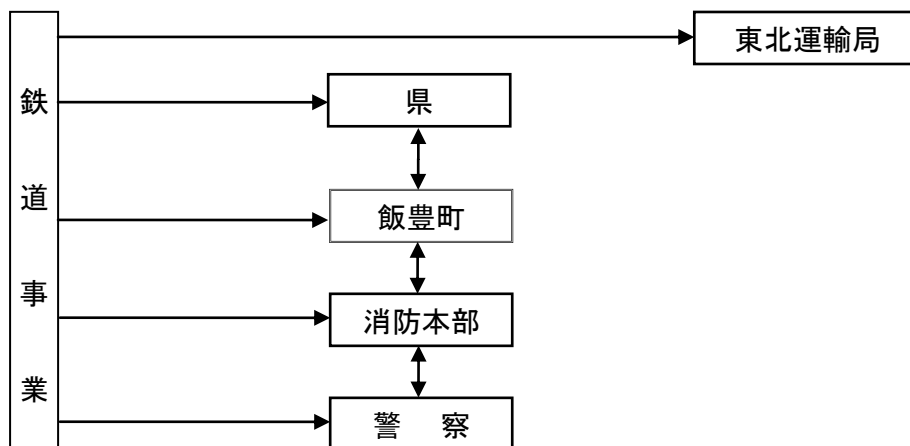 鉄道事業
東北運輸局
県
飯豊町
消防本部
警 察